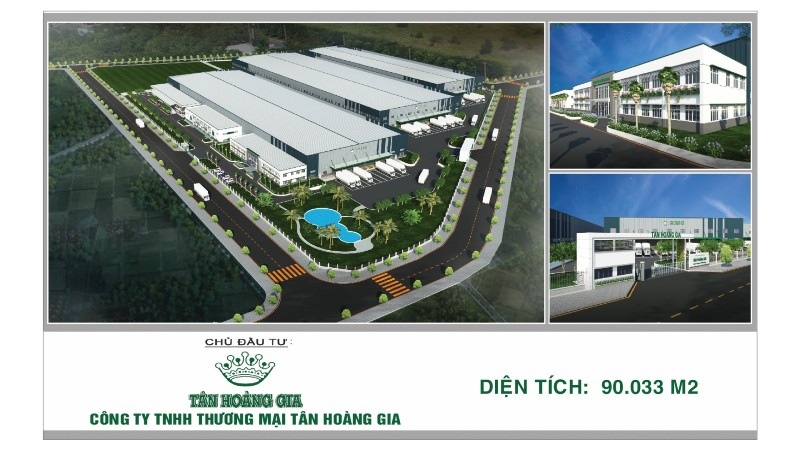 TÂN HOÀNG GIA
CHỦ ĐẦU TƯ:
TÂN HOÀNG GIA
CÔNG TY TNHH THƯƠNG MẠI TÂN HOÀNG GIA
DIỆN TÍCH: 90.033 M2